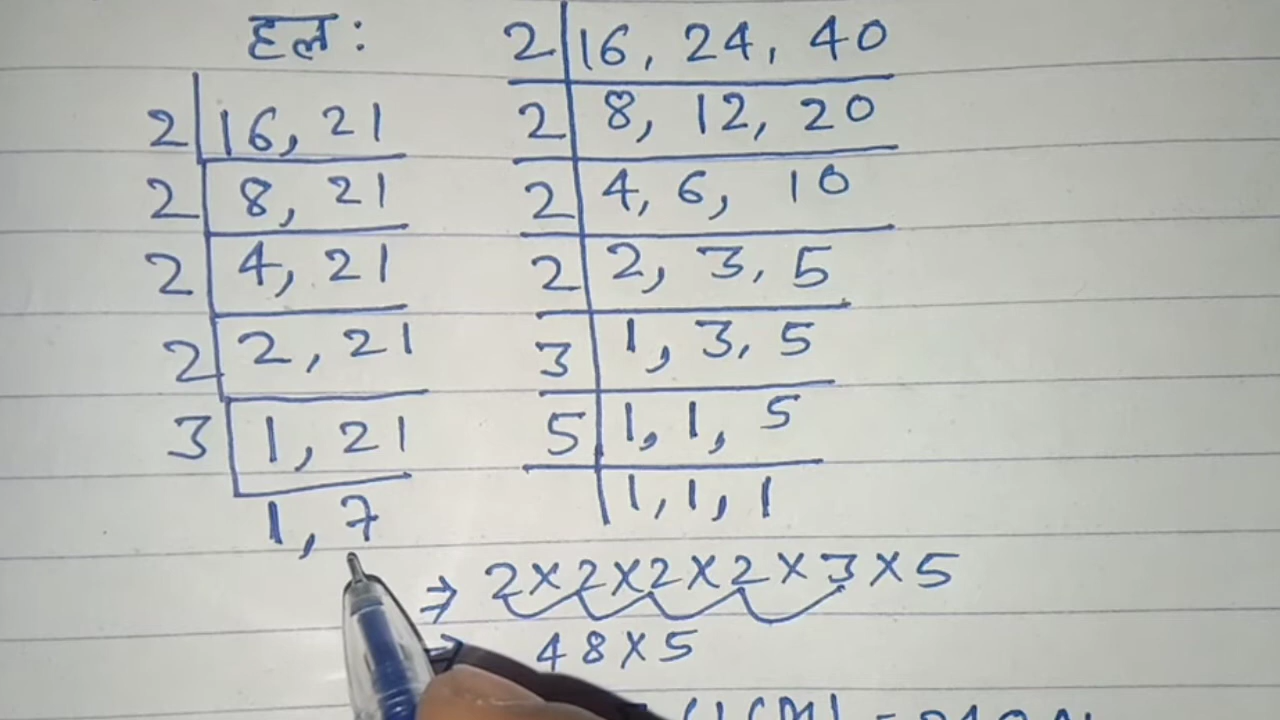 हल :
2 | 16, 21
2 | 8, 21
2 | 4, 21
2 | 2, 21
3 | 1, 21
1, 7
2 | 16, 24, 40
2 | 8, 12, 20
2 | 4, 6, 10
2 | 2, 3, 5
3 | 1, 3, 5
5 | 1, 1, 5
| 1, 1, 1
⇒ 2×2×2×2×3×5
48×5